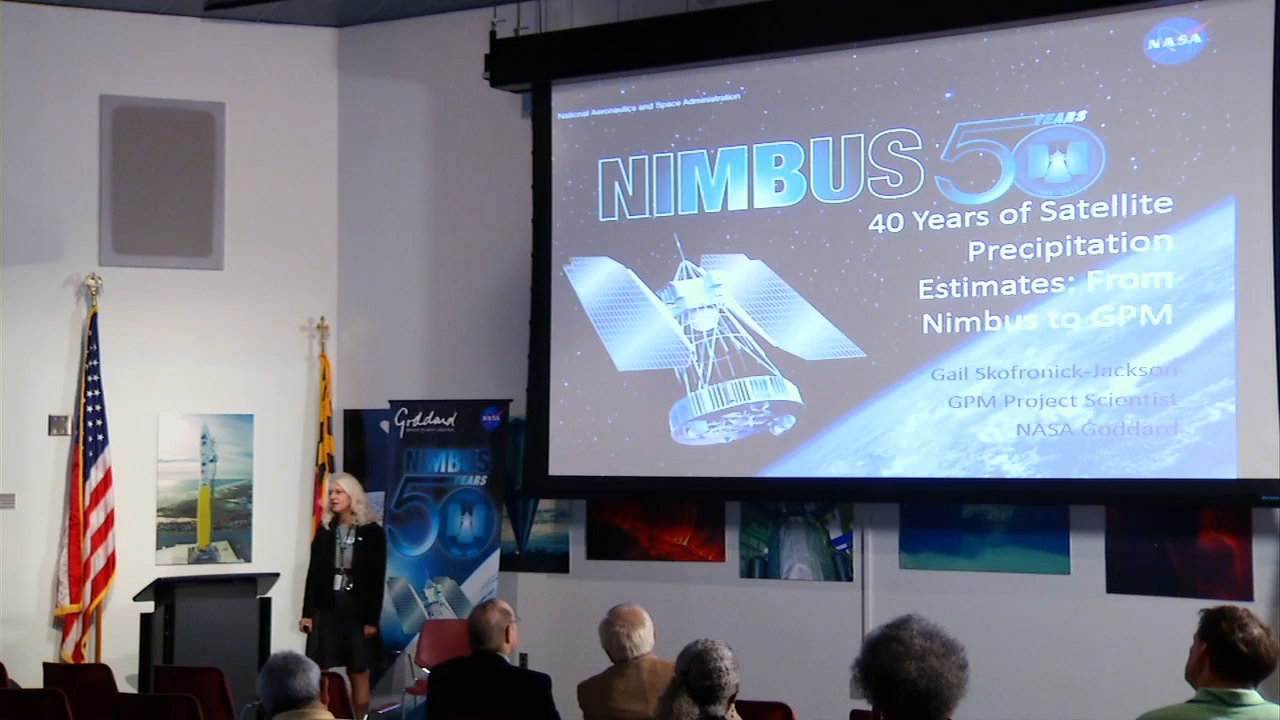 NASA
National Aeronautics and Space Administration
NIMBUS 50 YEARS
40 Years of Satellite
Precipitation
Estimates: From
Nimbus to GPM
Gail Skofronick-Jackson
GPM Project Scientist
NASA Goddard
Goddard
NASA
NIMBUS
YEARS
50